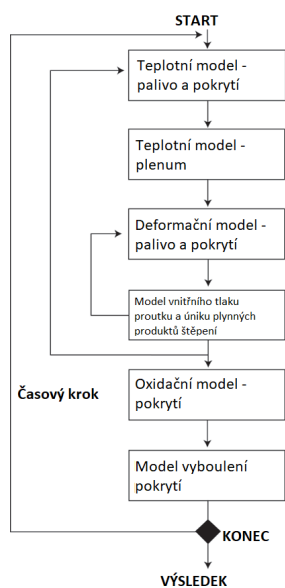 START
Teplotní model -
palivo a pokrytí
Teplotní model -
plenum
Deformační model -
palivo a pokrytí
Model vnitřního tlaku
proutku a úniku plynných
produktů štěpení
Časový krok
Oxidační model -
pokrytí
Model vyboulení
pokrytí
KONEC
VÝSLEDEK